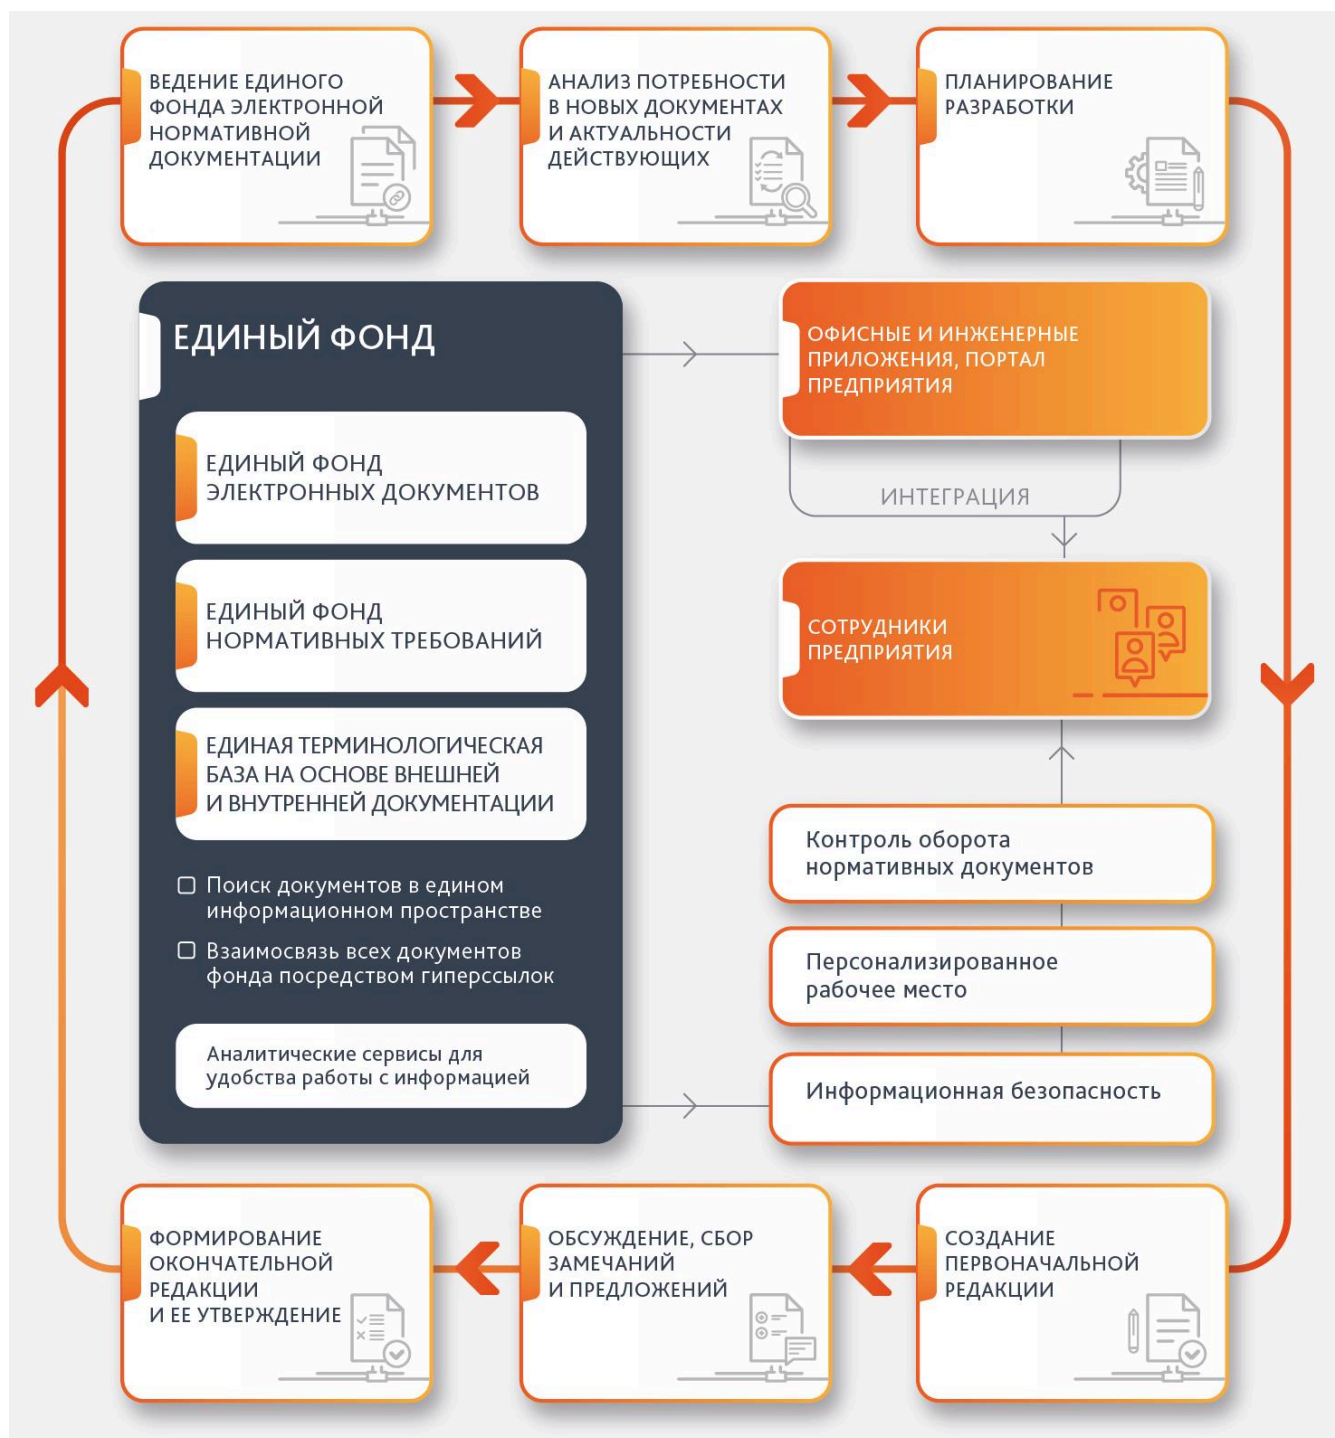 ВЕДЕНИЕ ЕДИНОГО
ФОНДА ЭЛЕКТРОННОЙ
НОРМАТИВНОЙ
ДОКУМЕНТАЦИИ
АНАЛИЗ ПОТРЕБНОСТИ
В НОВЫХ ДОКУМЕНТАХ
И АКТУАЛЬНОСТИ
ДЕЙСТВУЮЩИХ
ПЛАНИРОВАНИЕ
РАЗРАБОТКИ
ЕДИНЫЙ ФОНД
ЕДИНЫЙ ФОНД
ЭЛЕКТРОННЫХ ДОКУМЕНТОВ
ЕДИНЫЙ ФОНД
НОРМАТИВНЫХ ТРЕБОВАНИЙ
ЕДИНАЯ ТЕРМИНОЛОГИЧЕСКАЯ
БАЗА НА ОСНОВЕ ВНЕШНЕЙ
И ВНУТРЕННЕЙ ДОКУМЕНТАЦИИ
Поиск документов в едином
информационном пространстве
Взаимосвязь всех документов
фонда посредством гиперссылок
Аналитические сервисы для
удобства работы с информацией
ОФИСНЫЕ И ИНЖЕНЕРНЫЕ
ПРИЛОЖЕНИЯ, ПОРТАЛ
ПРЕДПРИЯТИЯ
ИНТЕГРАЦИЯ
СОТРУДНИКИ
ПРЕДПРИЯТИЯ
Контроль оборота
нормативных документов
Персонализированное
рабочее место
Информационная безопасность
ФОРМИРОВАНИЕ
ОКОНЧАТЕЛЬНОЙ
РЕДАКЦИИ
И ЕЕ УТВЕРЖДЕНИЕ
ОБСУЖДЕНИЕ, СБОР
ЗАМЕЧАНИЙ
И ПРЕДЛОЖЕНИЙ
СОЗДАНИЕ
ПЕРВОНАЧАЛЬНОЙ
РЕДАКЦИИ